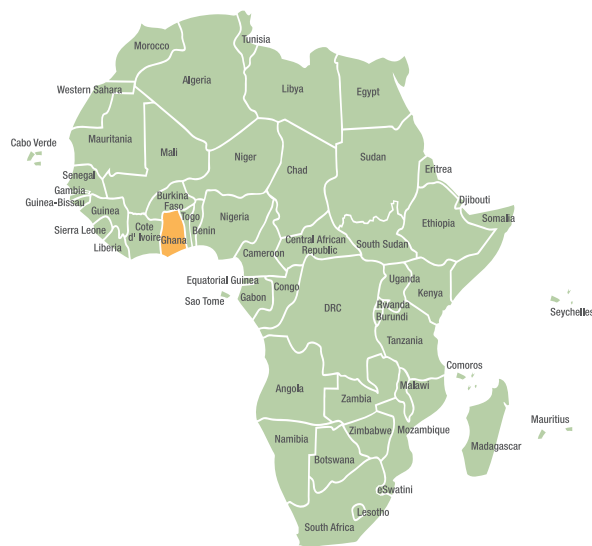 Tunisia
Morocco
Algeria
Libya
Egypt
Western Sahara
Mauritania
Cabo Verde
Mali
Niger
Chad
Sudan
Eritrea
Senegal
Gambia
Guinea-Bissau
Guinea
Sierra Leone
Liberia
Cote
d' Ivoire
Burkina
Faso
Ghana
Togo
Benin
Nigeria
Djibouti
Somalia
Ethiopia
Central African
Republic
South Sudan
Cameroon
Equatorial Guinea
Sao Tome
Gabon
Congo
DRC
Uganda
Kenya
Rwanda
Burundi
Tanzania
Seychelles
Comoros
Angola
Zambia
Malawi
Mozambique
Zimbabwe
Namibia
Botswana
Madagascar
Mauritius
eSwatini
Lesotho
South Africa